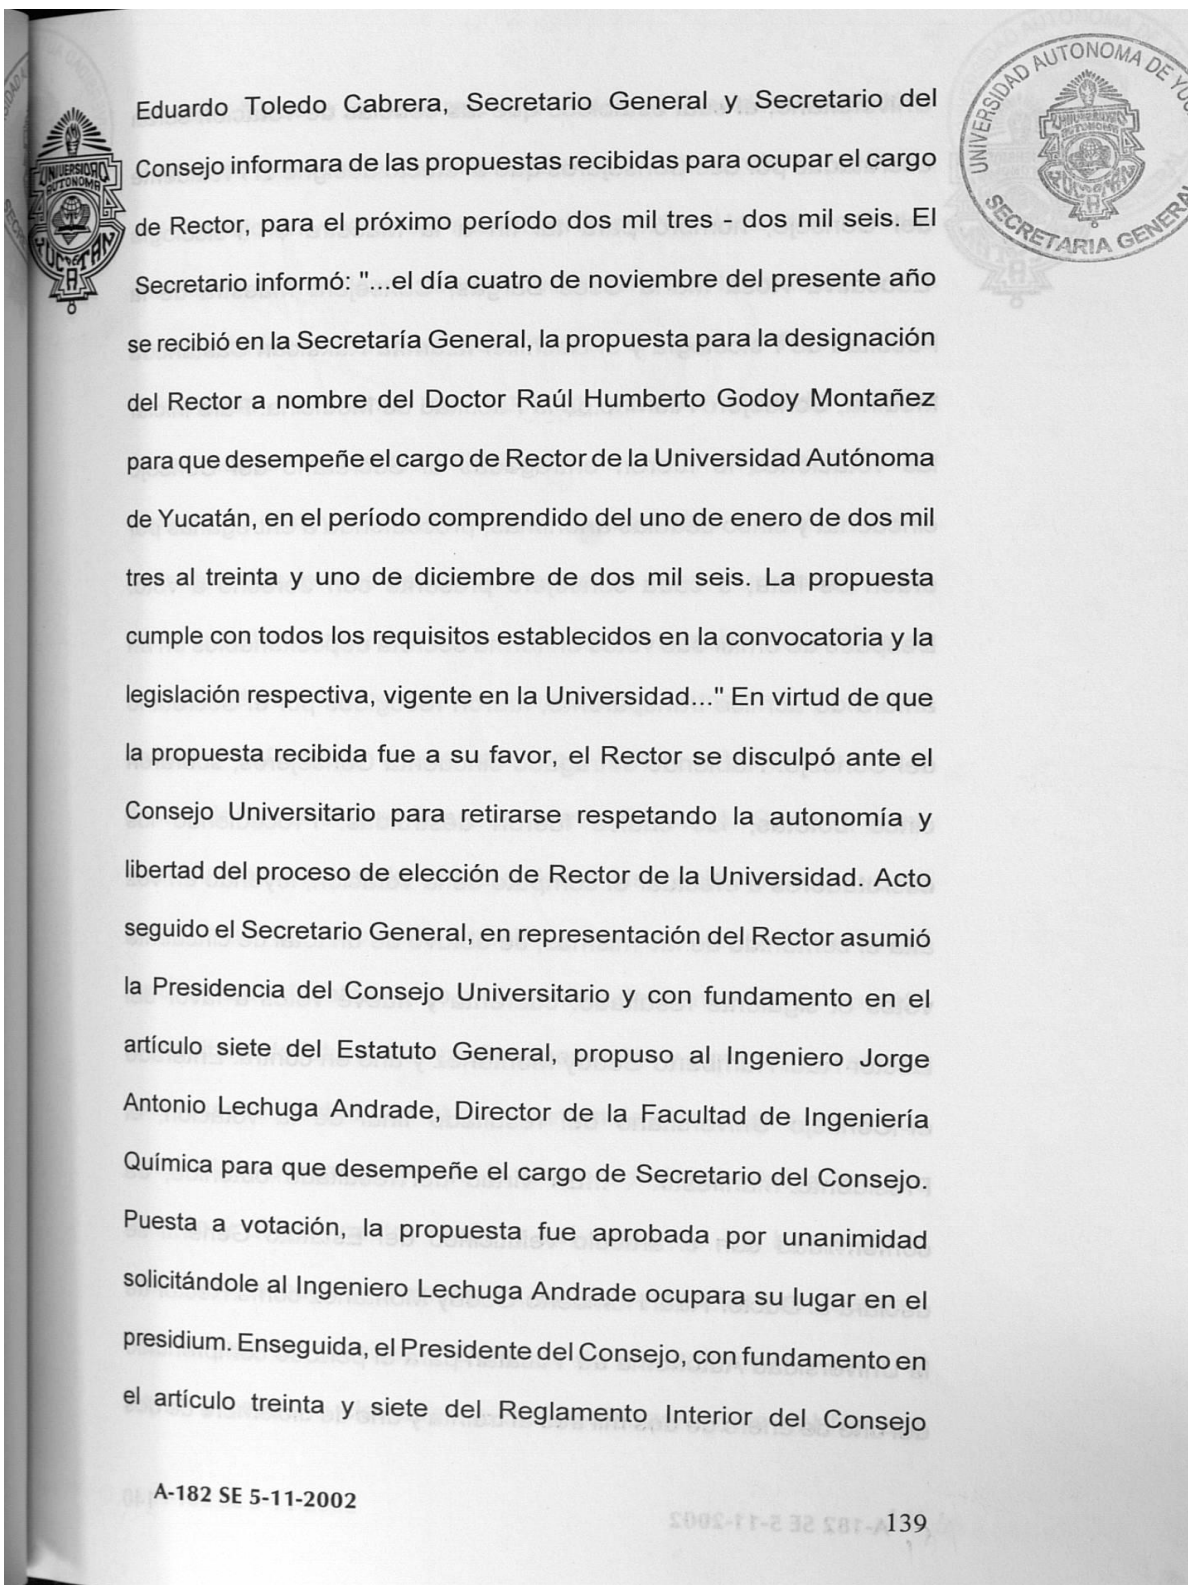 UNIVERSIDAD AUTONOMA DE YUC
SECRETARIA GENERAL
UNIVERSIDAD
AUTONOMA
YUCATAN
Eduardo Toledo Cabrera, Secretario General y Secretario del
Consejo informara de las propuestas recibidas para ocupar el cargo
de Rector, para el próximo período dos mil tres - dos mil seis. El
Secretario informó: "...el día cuatro de noviembre del presente año
se recibió en la Secretaría General, la propuesta para la designación
del Rector a nombre del Doctor Raúl Humberto Godoy Montañez
para que desempeñe el cargo de Rector de la Universidad Autónoma
de Yucatán, en el período comprendido del uno de enero de dos mil
tres al treinta y uno de diciembre de dos mil seis. La propuesta
cumple con todos los requisitos establecidos en la convocatoria y la
legislación respectiva, vigente en la Universidad..." En virtud de que
la propuesta recibida fue a su favor, el Rector se disculpó ante el
Consejo Universitario para retirarse respetando la autonomía y
libertad del proceso de elección de Rector de la Universidad. Acto
seguido el Secretario General, en representación del Rector asumió
la Presidencia del Consejo Universitario y con fundamento en el
artículo siete del Estatuto General, propuso al Ingeniero Jorge
Antonio Lechuga Andrade, Director de la Facultad de Ingeniería
Química para que desempeñe el cargo de Secretario del Consejo.
Puesta a votación, la propuesta fue aprobada por unanimidad
solicitándole al Ingeniero Lechuga Andrade ocupara su lugar en el
presidium. Enseguida, el Presidente del Consejo, con fundamento en
el artículo treinta y siete del Reglamento Interior del Consejo
A-182 SE 5-11-2002
139